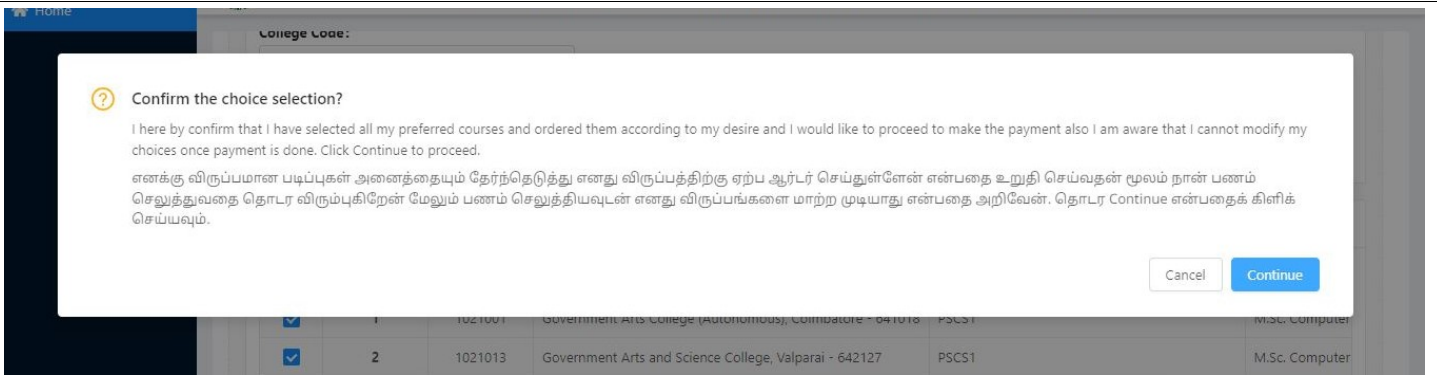 Home
College Code:
Confirm the choice selection?
I here by confirm that I have selected all my preferred courses and ordered them according to my desire and I would like to proceed to make the payment also I am aware that I cannot modify my
choices once payment is done. Click Continue to proceed.
எனக்கு விருப்பமான படிப்புகள் அனைத்தையும் தேர்ந்தெடுத்து எனது விருப்பத்திற்கு ஏற்ப ஆர்டர் செய்துள்ளேன் என்பதை உறுதி செய்வதன் மூலம் நான் பணம்
செலுத்துவதை தொடர விரும்புகிறேன் மேலும் பணம் செலுத்தியவுடன் எனது விருப்பங்களை மாற்ற முடியாது என்பதை அறிவேன். தொடர Continue என்பதைக் கிளிக்
செய்யவும்.
Cancel Continue
1 1021001 Government Arts College (Autonomous), Coimbatore - 641018 PSCS1 M.Sc. Computer
2 1021013 Government Arts and Science College, Valparai - 642127 PSCS1 M.Sc. Computer